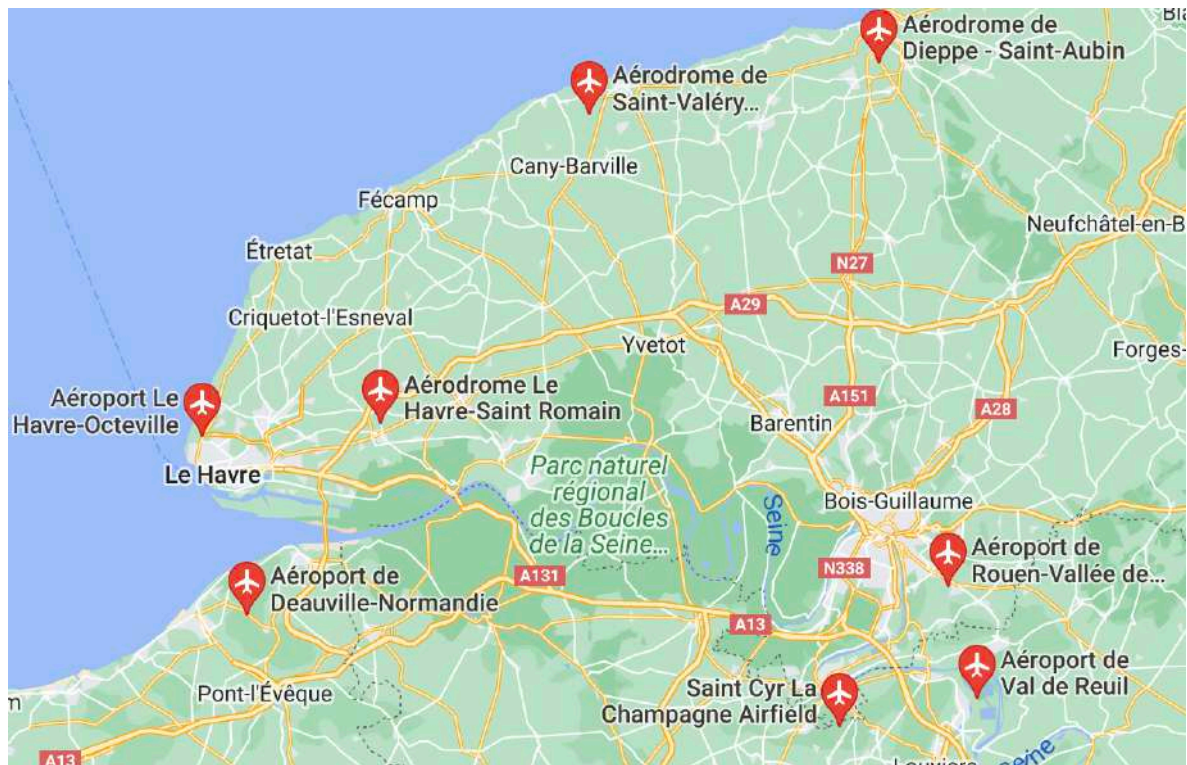 Aérodrome de
Dieppe - Saint-Aubin
Aérodrome de
Saint-Valéry...
Cany-Barville
Fécamp
Neufchâtel-en-B
Étretat
N27
A29
Criquetot-l'Esneval
Yvetot
Forges-
Aéroport Le
Havre-Octeville
Aérodrome Le
Havre-Saint Romain
A151
A28
Barentin
Le Havre
Parc naturel
régional
des Boucles
de la Seine...
Seine
Bois-Guillaume
Aéroport de
Rouen-Vallée de...
N338
A131
Aéroport de
Deauville-Normandie
A13
Aéroport de
Val de Reuil
Saint Cyr La
Champagne Airfield
Pont-l'Évêque
A13
Seine